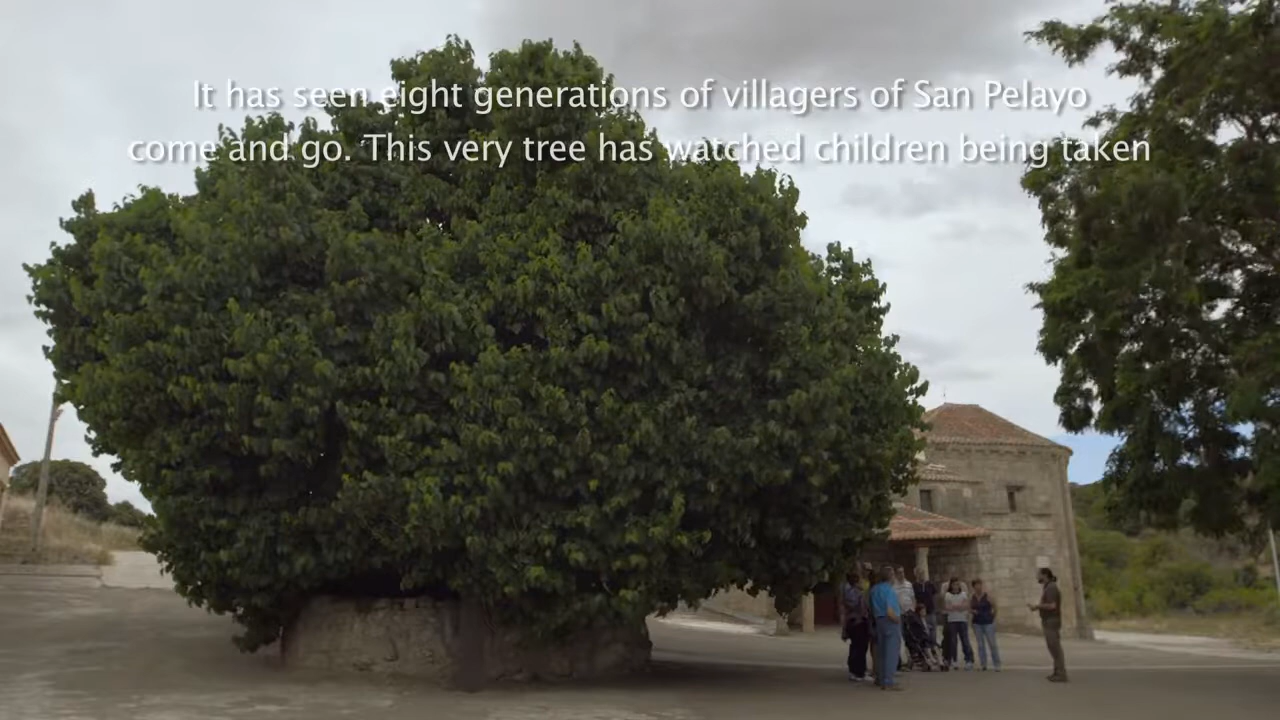 It has seen eight generations of villagers of San Pelayo
come and go. This very tree has watched children being taken